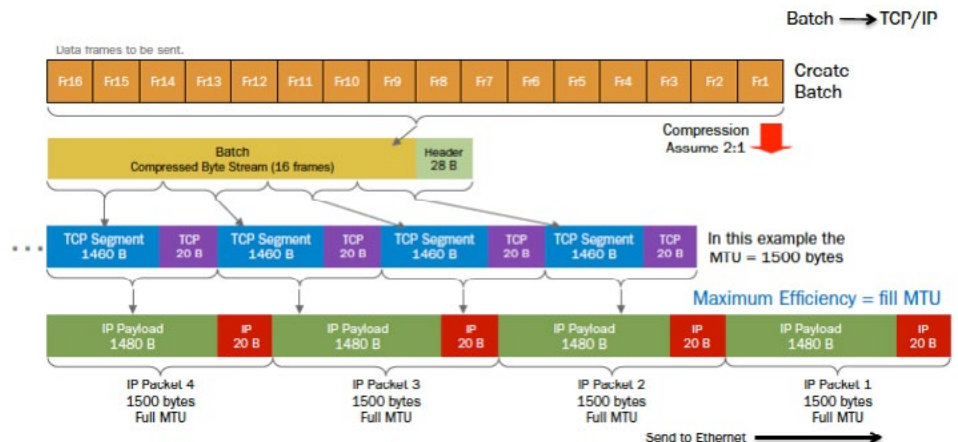 Batch → TCP/IP
Data frames to be sent.
Fr16 Fr15 Fr14 Fr13 Fr12 Fr11 Fr10 Fr9 Fr8 Fr7 Fr6 Fr5 Fr4 Fr3 Fr2 Fr1
Create
Batch
Compression
Assume 2:1
Batch
Compressed Byte Stream (16 frames)
Header
28 B
TCP Segment
1460 B
TCP
20 B
TCP Segment
1460 B
TCP
20 B
TCP Segment
1460 B
TCP
20 B
TCP Segment
1460 B
TCP
20 B
In this example the
MTU = 1500 bytes
Maximum Efficiency = fill MTU
IP Payload
1480 B
IP
20 B
IP Payload
1480 B
IP
20 B
IP Payload
1480 B
IP
20 B
IP Payload
1480 B
IP
20 B
IP Packet 4
1500 bytes
Full MTU
IP Packet 3
1500 bytes
Full MTU
IP Packet 2
1500 bytes
Full MTU
IP Packet 1
1500 bytes
Full MTU
Send to Ethernet